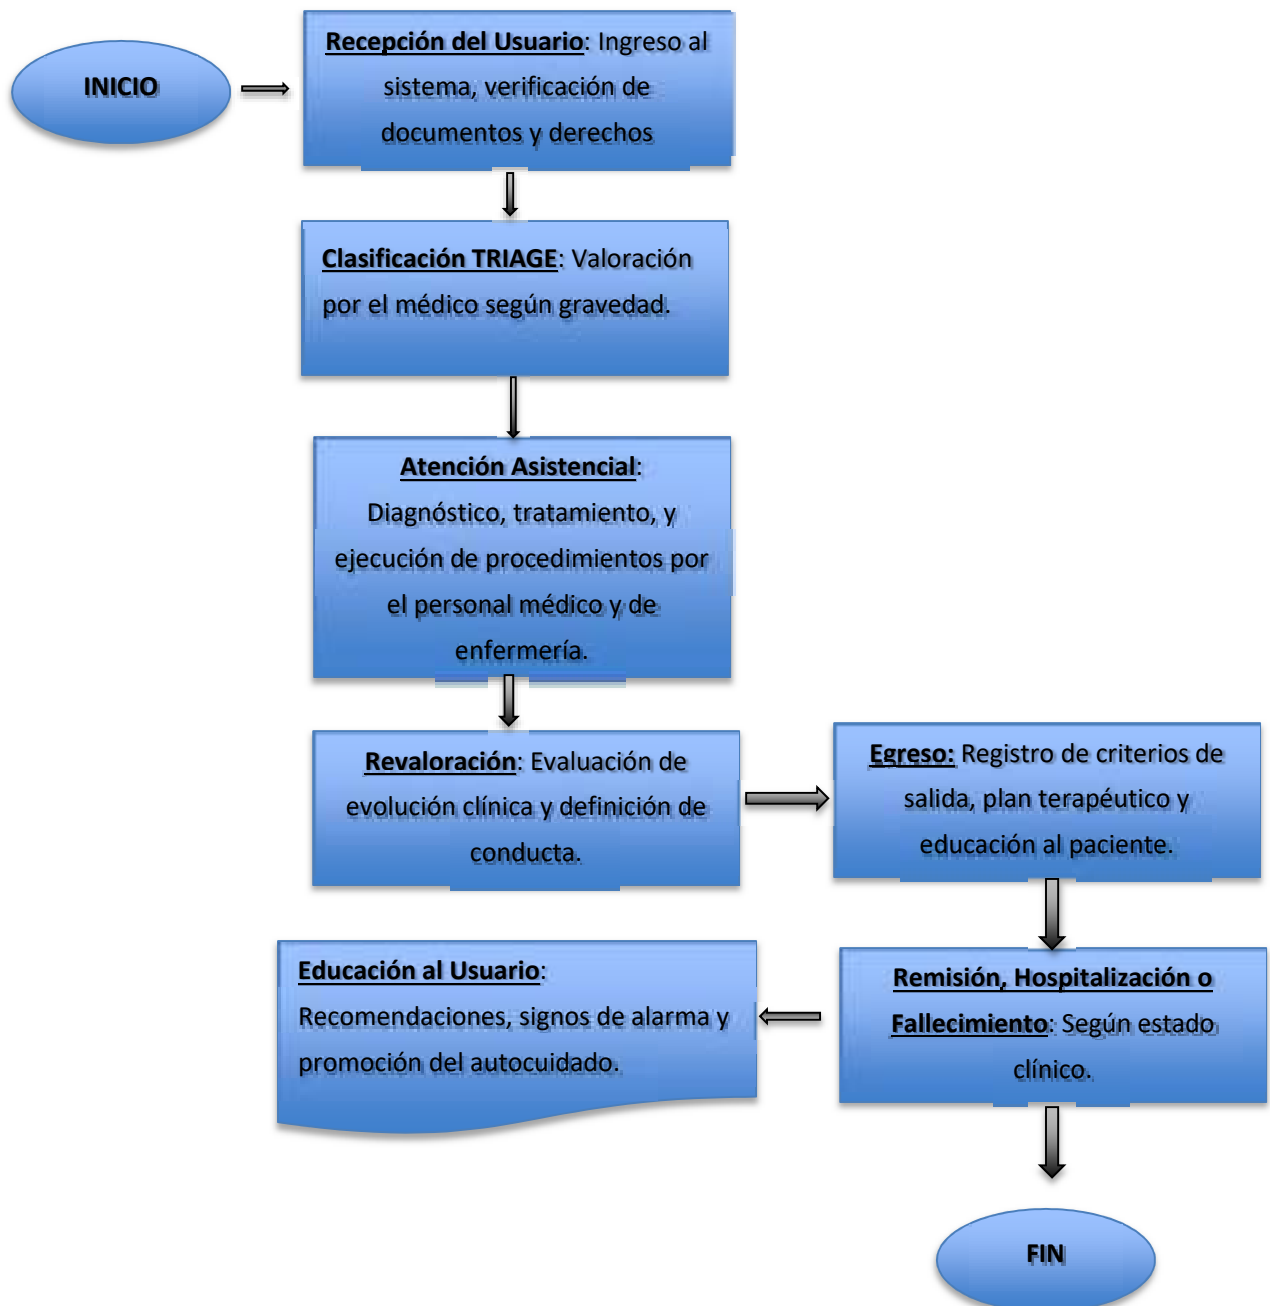 INICIO
Recepción del Usuario: Ingreso al
sistema, verificación de
documentos y derechos
Clasificación TRIAGE: Valoración
por el médico según gravedad.
Atención Asistencial:
Diagnóstico, tratamiento, y
ejecución de procedimientos por
el personal médico y de
enfermería.
Revaloración: Evaluación de
evolución clínica y definición de
conducta.
Egreso: Registro de criterios de
salida, plan terapéutico y
educación al paciente.
Remisión, Hospitalización o
Fallecimiento: Según estado
clínico.
Educación al Usuario:
Recomendaciones, signos de alarma y
promoción del autocuidado.
FIN